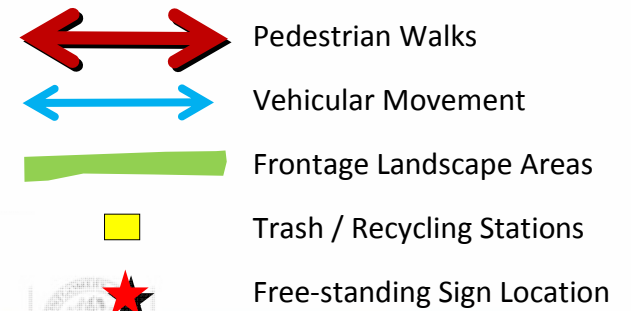 Pedestrian Walks
Vehicular Movement
Frontage Landscape Areas
Trash / Recycling Stations
Free-standing Sign Location